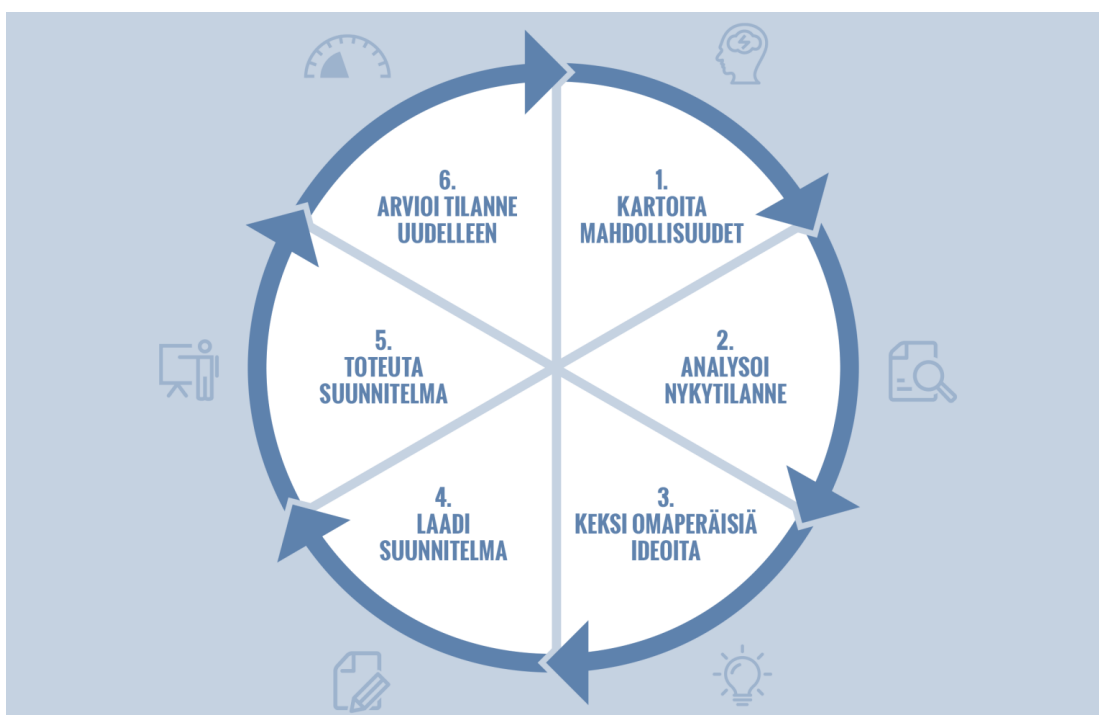 1.
KARTOITA
MAHDOLLISUUDET
2.
ANALYSOI
NYKYTILANNE
3.
KEKSI OMAPERÄISIÄ
IDEOITA
4.
LAADI
SUUNNITELMA
5.
TOTEUTA
SUUNNITELMA
6.
ARVIOI TILANNE
UUDELLEEN